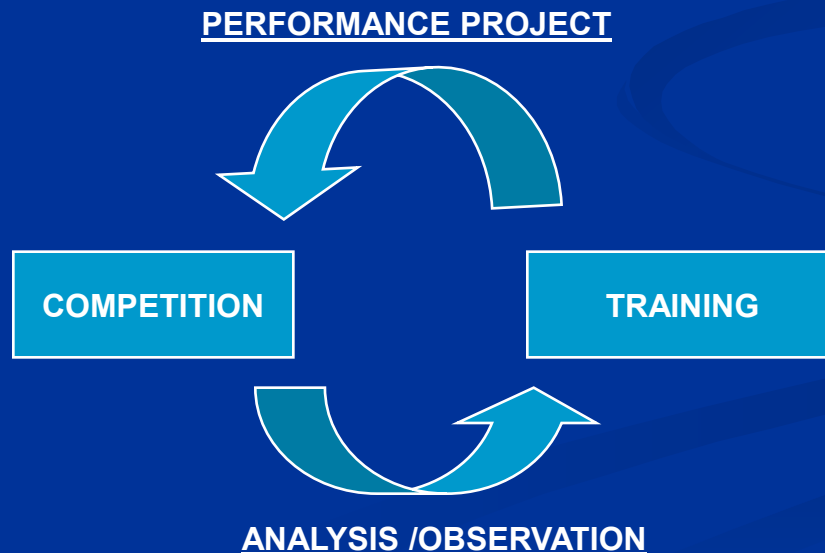 PERFORMANCE PROJECT
COMPETITION
TRAINING
ANALYSIS /OBSERVATION